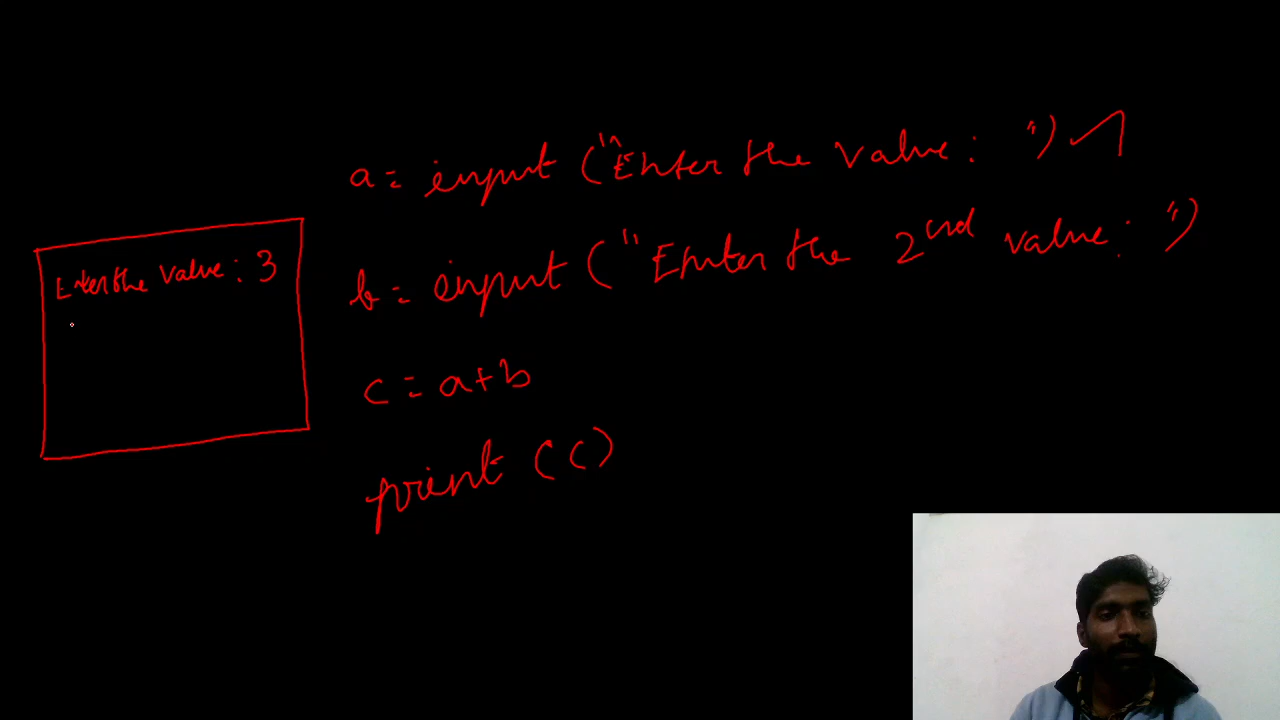 a = input ("Enter the value : ")
Enter the value : 3
b = input ("Enter the 2nd value : ")
c = a+b
print (c)